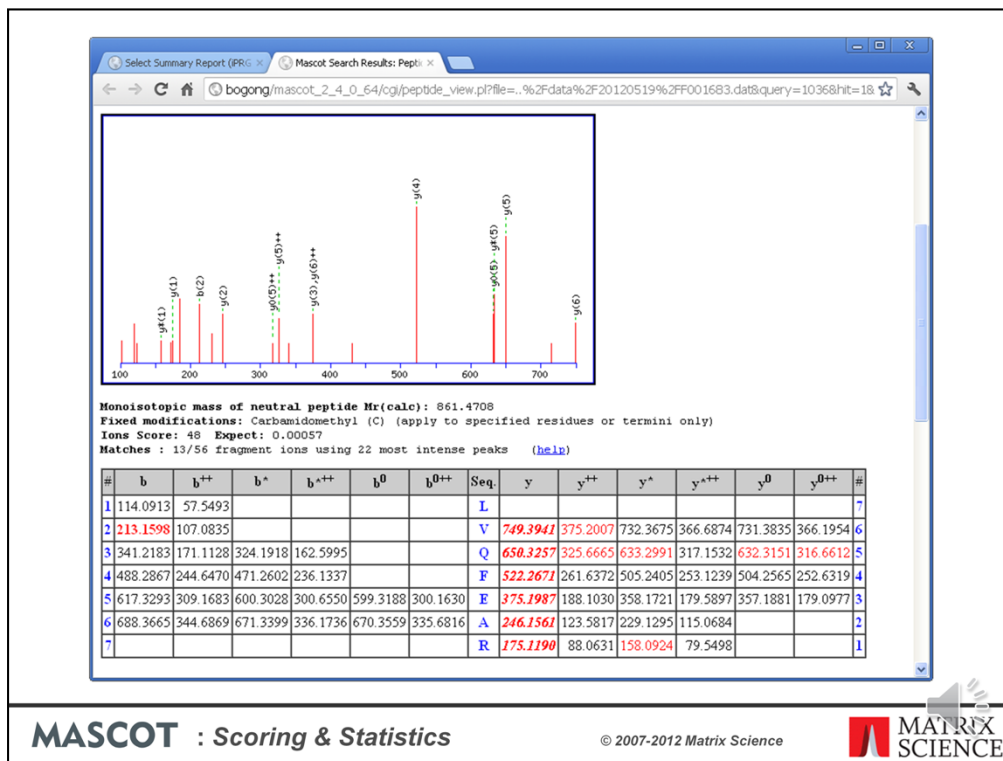 Select Summary Report (iPRG ×
Mascot Search Results: Pepti ×
bogong/mascot_2_4_0_64/cgi/peptide_view.pl?file=..%2Fdata%2F20120519%2FF001683.dat&query=1036&hit=1&
y*(1)
y(1)
b(2)
y(2)
y0(5)++
y(5)++
y(3),y(6)++
y(4)
y0(5)
y*(5)
y(5)
y(6)
100 200 300 400 500 600 700
Monoisotopic mass of neutral peptide Mr(calc): 861.4708
Fixed modifications: Carbamidomethyl (C) (apply to specified residues or termini only)
Ions Score: 48 Expect: 0.00057
Matches : 13/56 fragment ions using 22 most intense peaks (help)
# b b++ b* b*++ b0 b0++ Seq. y y++ y* y*++ y0 y0++ #
1 114.0913 57.5493 L 7
2 213.1598 107.0835 V 749.3941 375.2007 732.3675 366.6874 731.3835 366.1954 6
3 341.2183 171.1128 324.1918 162.5995 Q 650.3257 325.6665 633.2991 317.1532 632.3151 316.6612 5
4 488.2867 244.6470 471.2602 236.1337 F 522.2671 261.6372 505.2405 253.1239 504.2565 252.6319 4
5 617.3293 309.1683 600.3028 300.6550 599.3188 300.1630 E 375.1987 188.1030 358.1721 179.5897 357.1881 179.0977 3
6 688.3665 344.6869 671.3399 336.1736 670.3559 335.6816 A 246.1561 123.5817 229.1295 115.0684 2
7 R 175.1190 88.0631 158.0924 79.5498 1
MASCOT : Scoring & Statistics
© 2007-2012 Matrix Science
MATRIX
SCIENCE